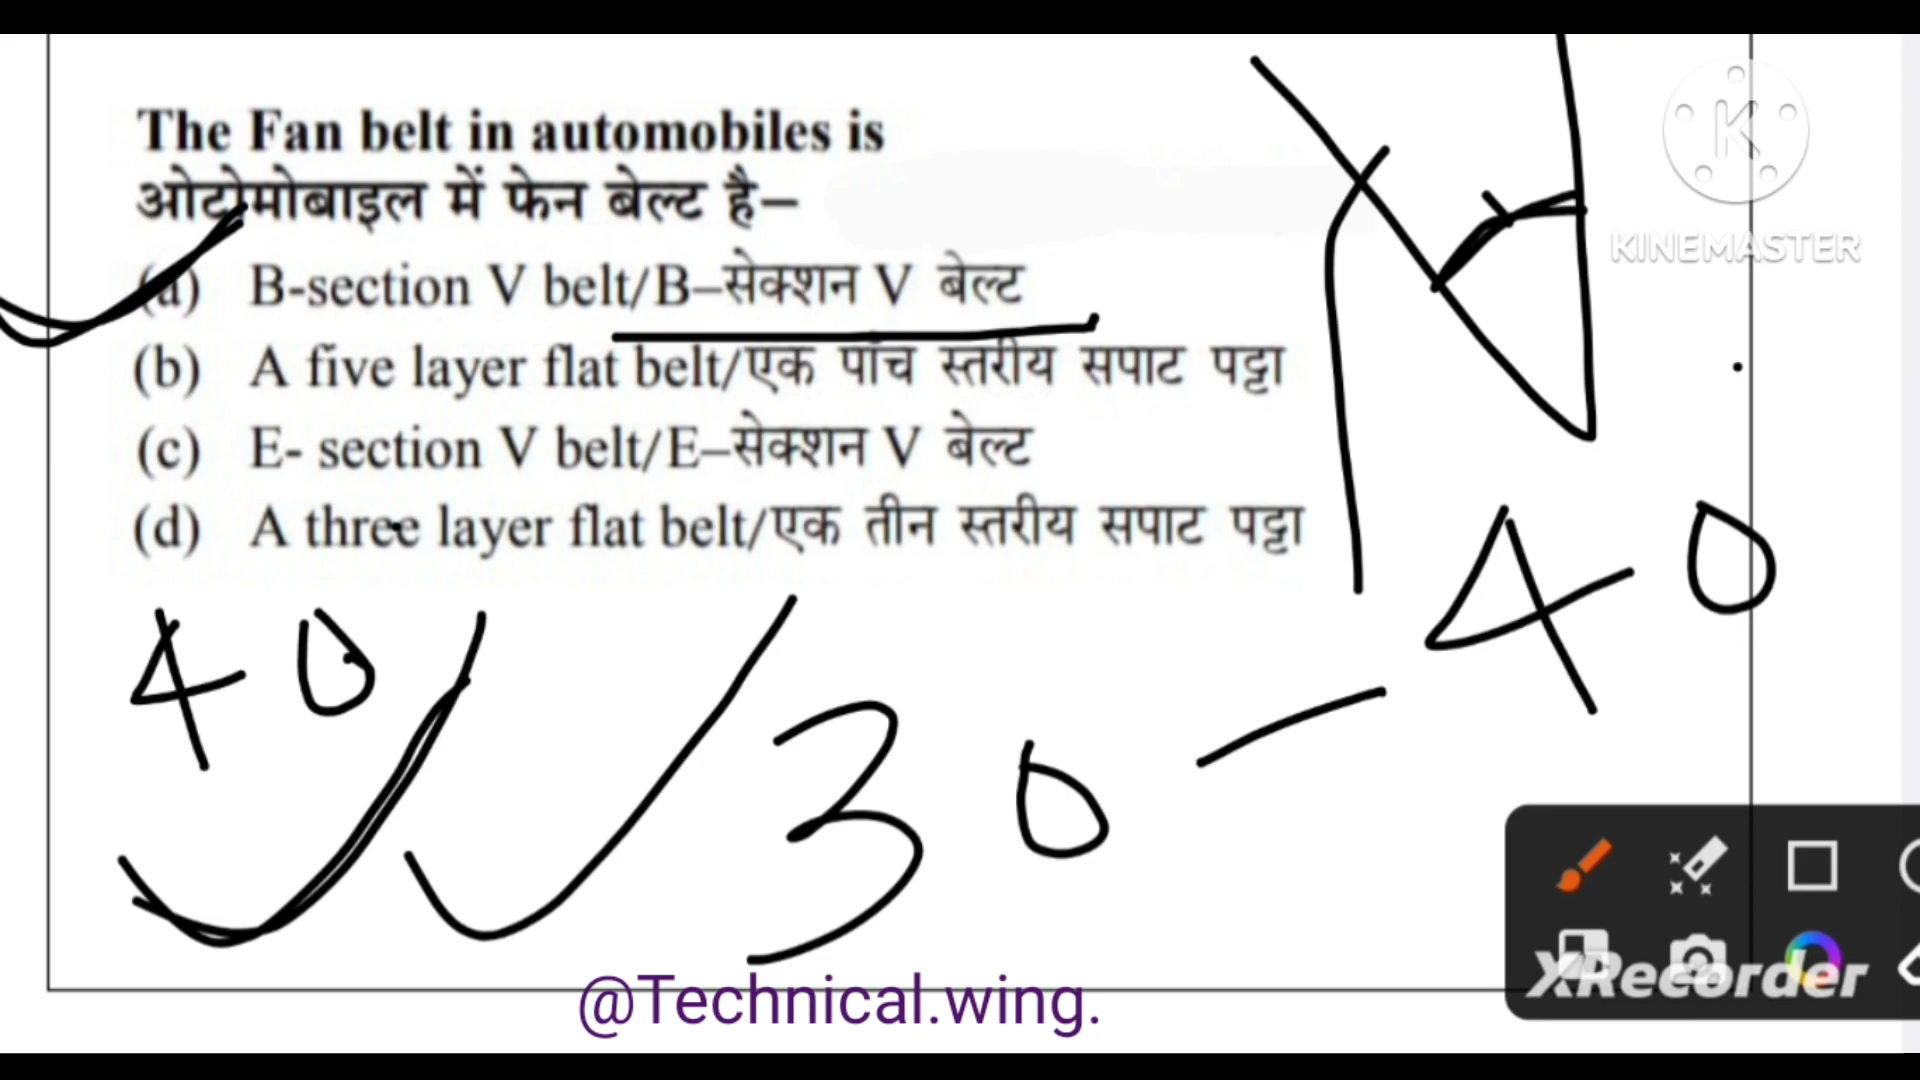 The Fan belt in automobiles is
ओटोमोबाइल में फेन बेल्ट है–
(a) B-section V belt/B–सेक्शन V बेल्ट
(b) A five layer flat belt/एक पाँच स्तरीय सपाट पट्टा
(c) E- section V belt/E–सेक्शन V बेल्ट
(d) A three layer flat belt/एक तीन स्तरीय सपाट पट्टा
40
30 – 40
@Technical.wing.
K
KINEMASTER
XRecorder